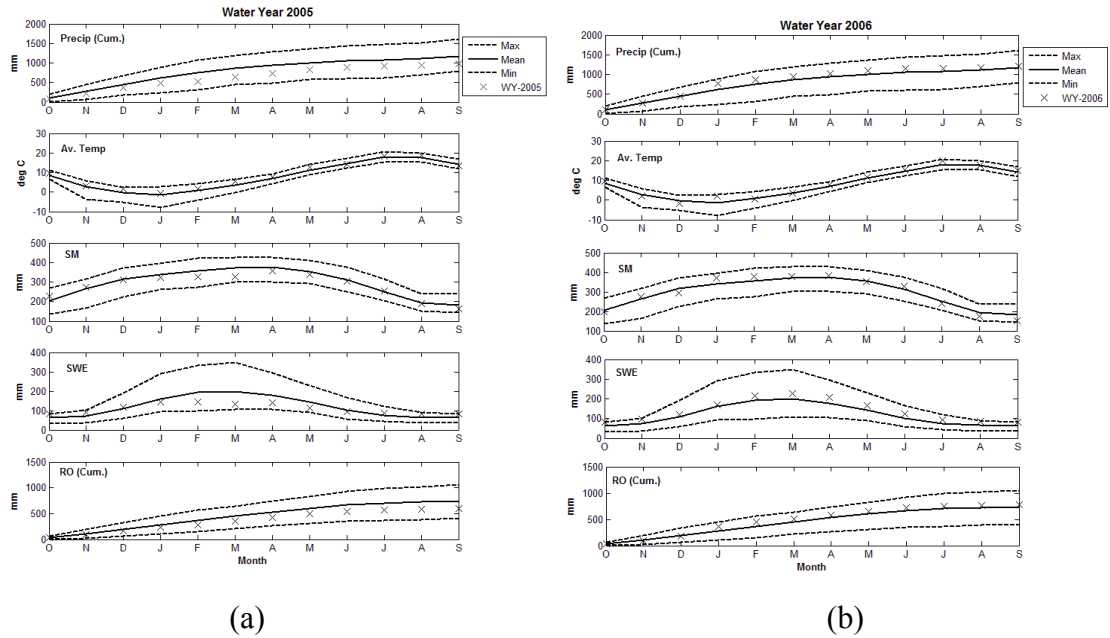 Water Year 2005
Precip (Cum.)
2000
1500
1000
500
0
mm
O N D J F M A M J J A S
Max
Mean
Min
WY-2005
Av. Temp
30
20
10
0
-10
deg C
O N D J F M A M J J A S
SM
500
400
300
200
100
mm
O N D J F M A M J J A S
SWE
400
300
200
100
0
mm
O N D J F M A M J J A S
RO (Cum.)
1500
1000
500
0
mm
O N D J F M A M J J A S
Month
(a)
Water Year 2006
Precip (Cum.)
2000
1500
1000
500
0
mm
O N D J F M A M J J A S
Max
Mean
Min
WY-2006
Av. Temp
30
20
10
0
-10
deg C
O N D J F M A M J J A S
SM
500
400
300
200
100
mm
O N D J F M A M J J A S
SWE
400
300
200
100
0
mm
O N D J F M A M J J A S
RO (Cum.)
1500
1000
500
0
mm
O N D J F M A M J J A S
Month
(b)